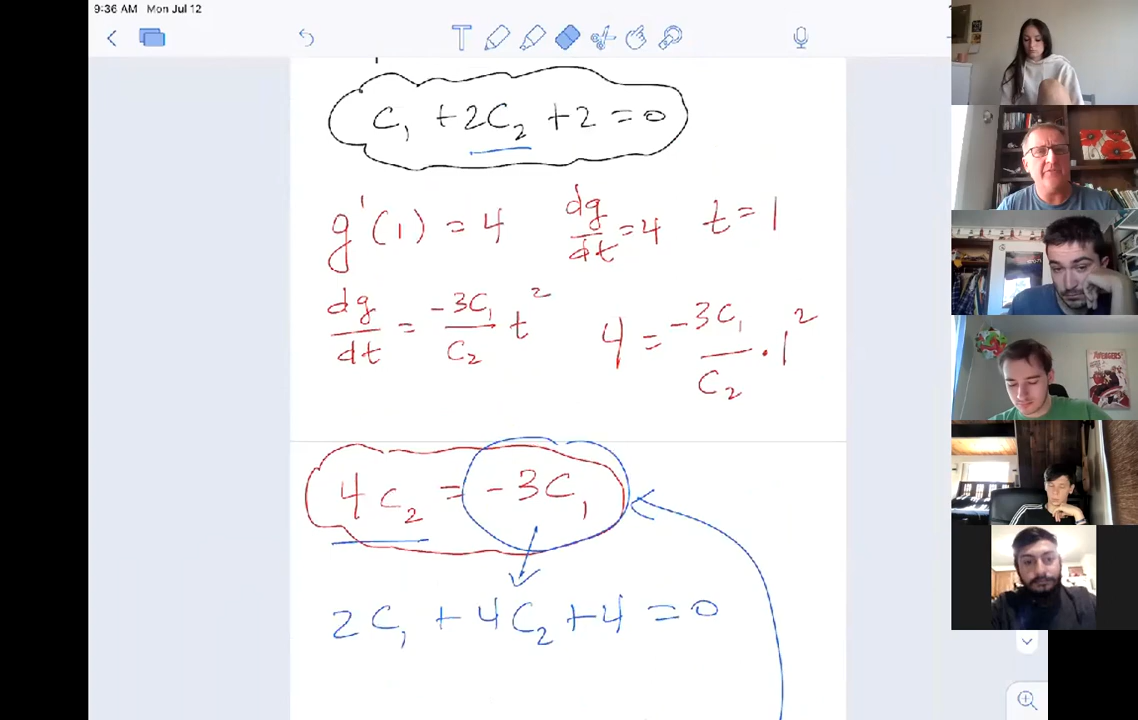 9:36 AM Mon Jul 12
C₁ + 2C₂ + 2 = 0
g'(1) = 4 dg/dt = 4 t = 1
dg/dt = -3C₁/C₂ t² 4 = -3C₁/C₂ · 1²
4C₂ = -3C₁
2C₁ + 4C₂ + 4 = 0